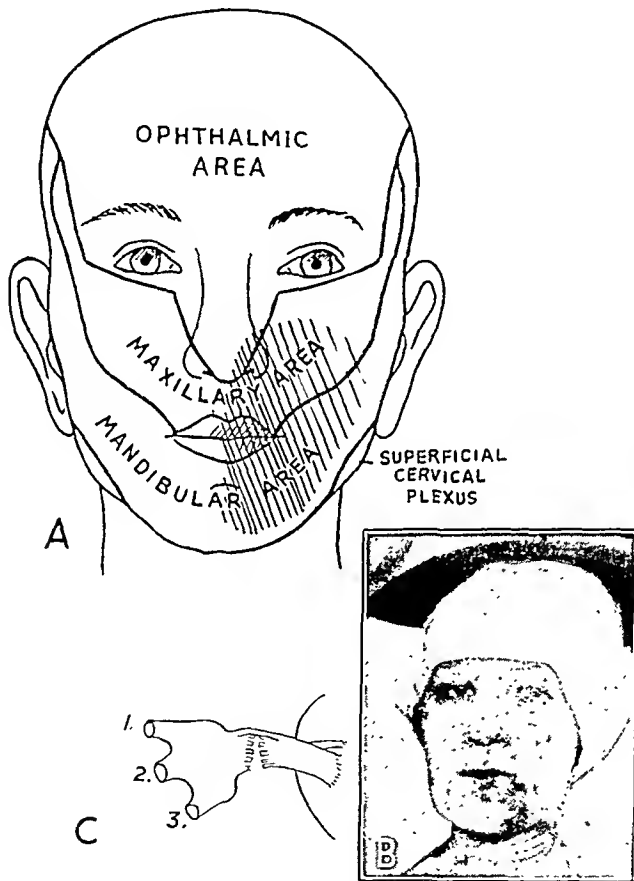 OPHTHALMIC
AREA
MAXILLARY AREA
MANDIBULAR AREA
SUPERFICIAL
CERVICAL
PLEXUS
A
1.
2.
3.
C
B